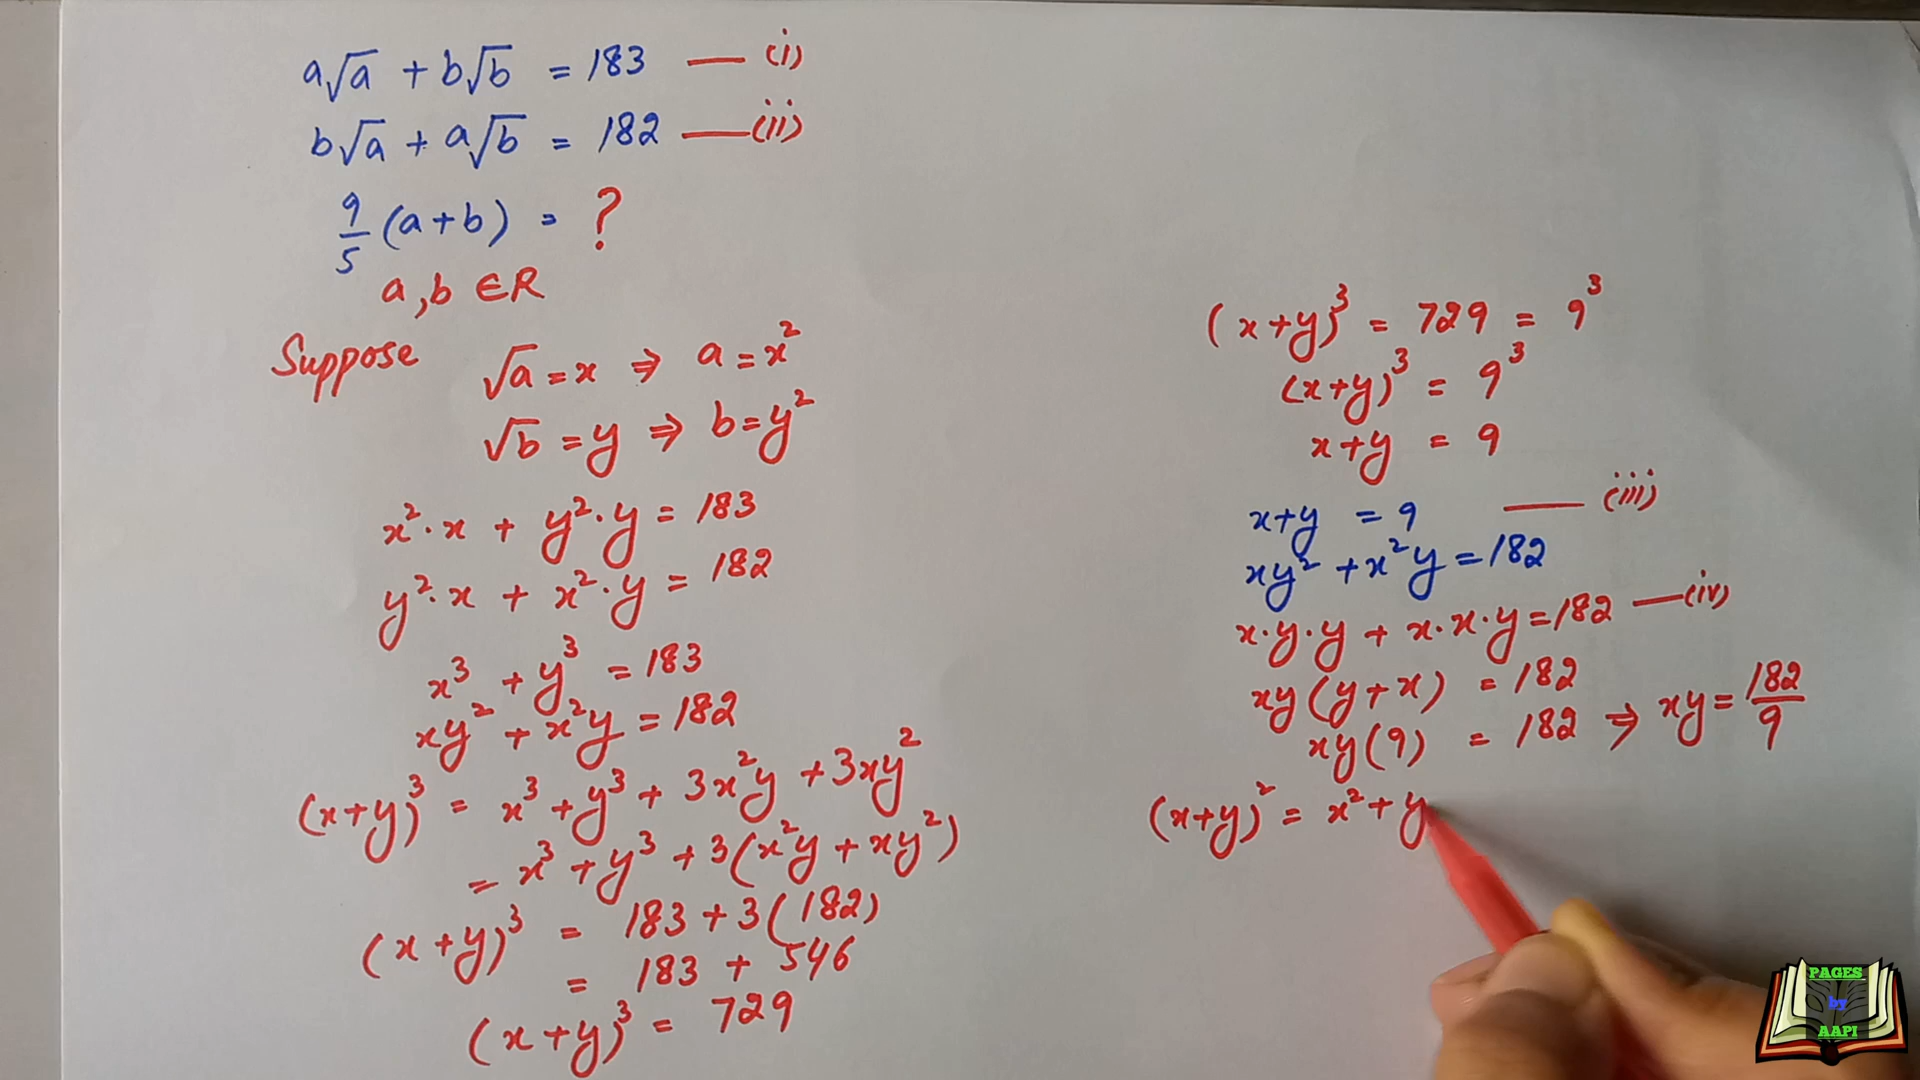 a√a + b√b = 183 — (i)
b√a + a√b = 182 — (ii)
9/5 (a+b) = ?
a, b ∈ R
Suppose √a = x ⇒ a = x²
√b = y ⇒ b = y²
x²·x + y²·y = 183
y²·x + x²·y = 182
x³ + y³ = 183
xy² + x²y = 182
(x+y)³ = x³ + y³ + 3x²y + 3xy²
= x³ + y³ + 3(x²y + xy²)
(x+y)³ = 183 + 3(182)
= 183 + 546
(x+y)³ = 729
(x+y)³ = 729 = 9³
(x+y)³ = 9³
x+y = 9
x+y = 9 — (iii)
xy² + x²y = 182
x·y·y + x·x·y = 182 — (iv)
xy(y+x) = 182
xy(9) = 182 ⇒ xy = 182/9
(x+y)² = x² + y
PAGES
by
AAPI